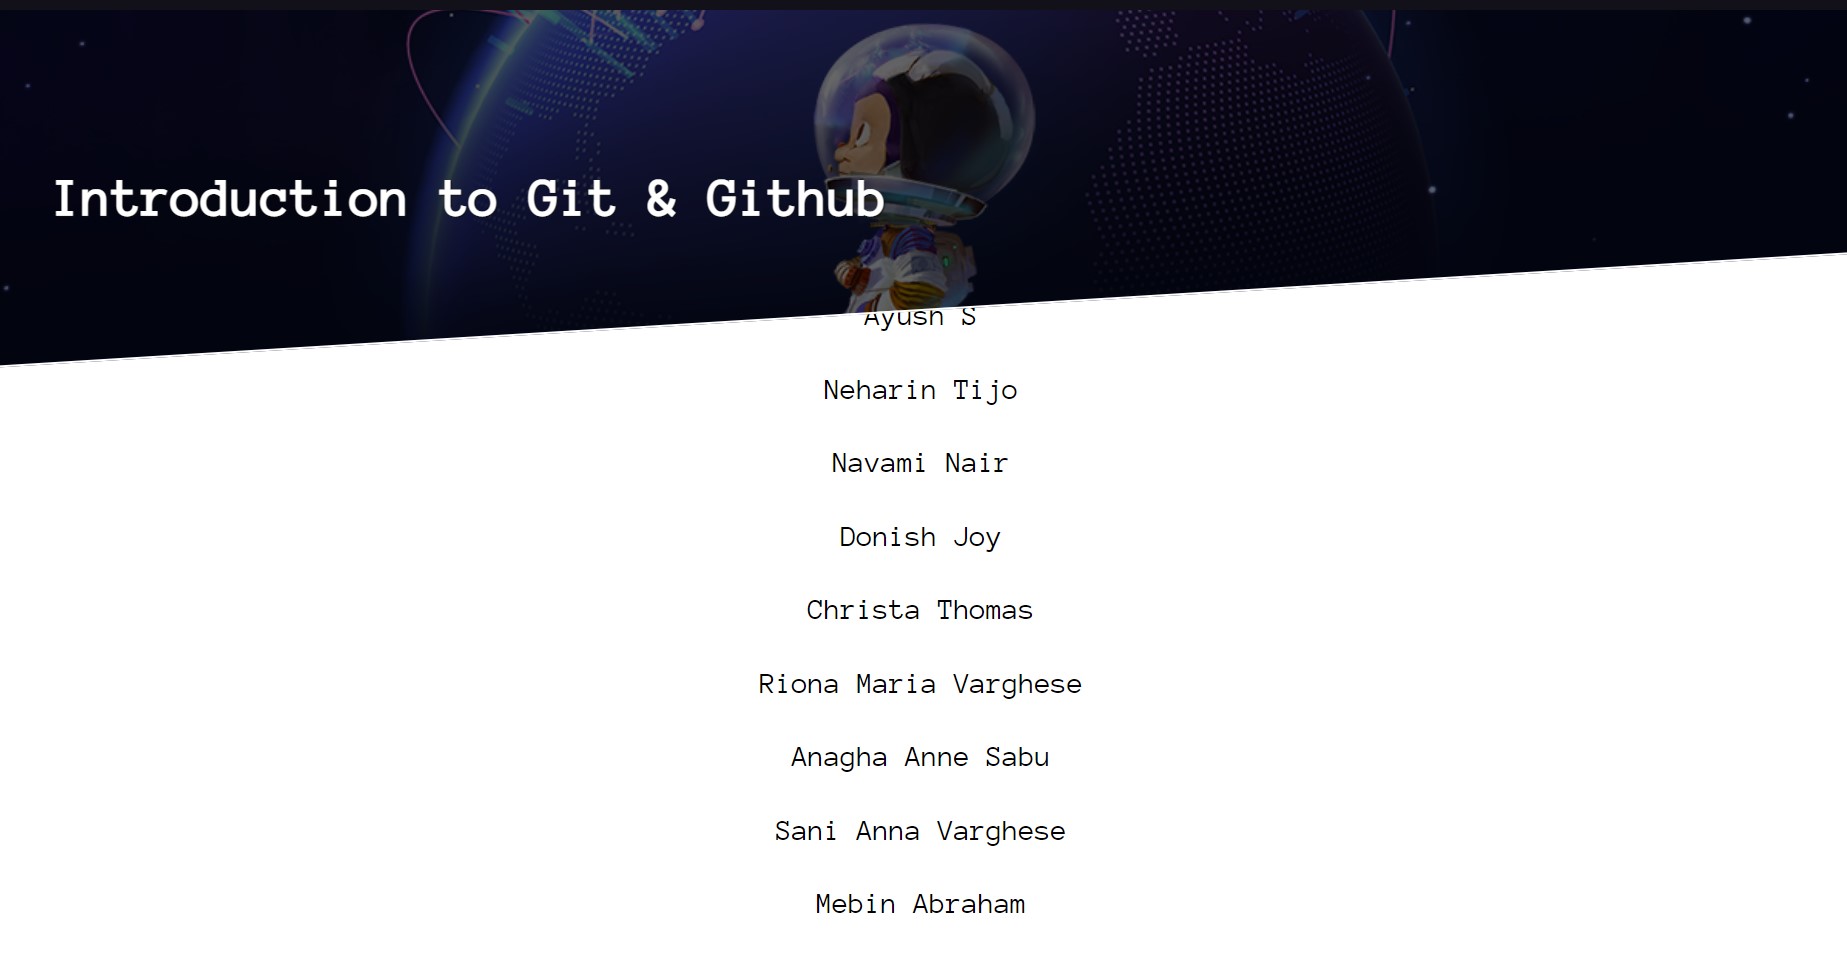 Introduction to Git & Github
Ayush S
Neharin Tijo
Navami Nair
Donish Joy
Christa Thomas
Riona Maria Varghese
Anagha Anne Sabu
Sani Anna Varghese
Mebin Abraham